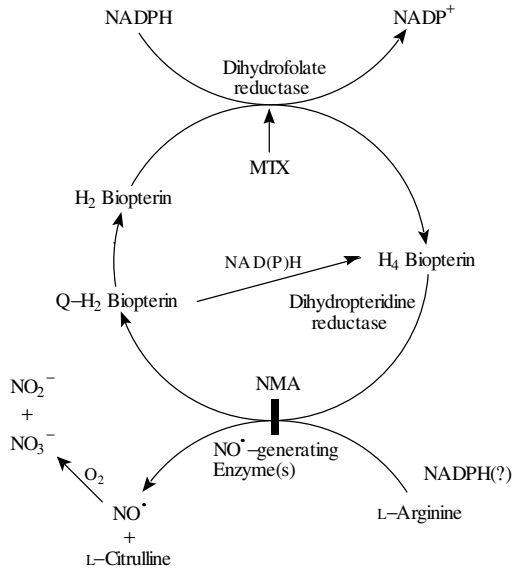 NADPH
NADP⁺
Dihydrofolate
reductase
MTX
H₂ Biopterin
NAD(P)H
H₄ Biopterin
Q–H₂ Biopterin
Dihydropteridine
reductase
NMA
NO₂⁻
+
NO₃⁻
NO•–generating
Enzyme(s)
O₂
NADPH(?)
NO•
+
L–Citrulline
L–Arginine